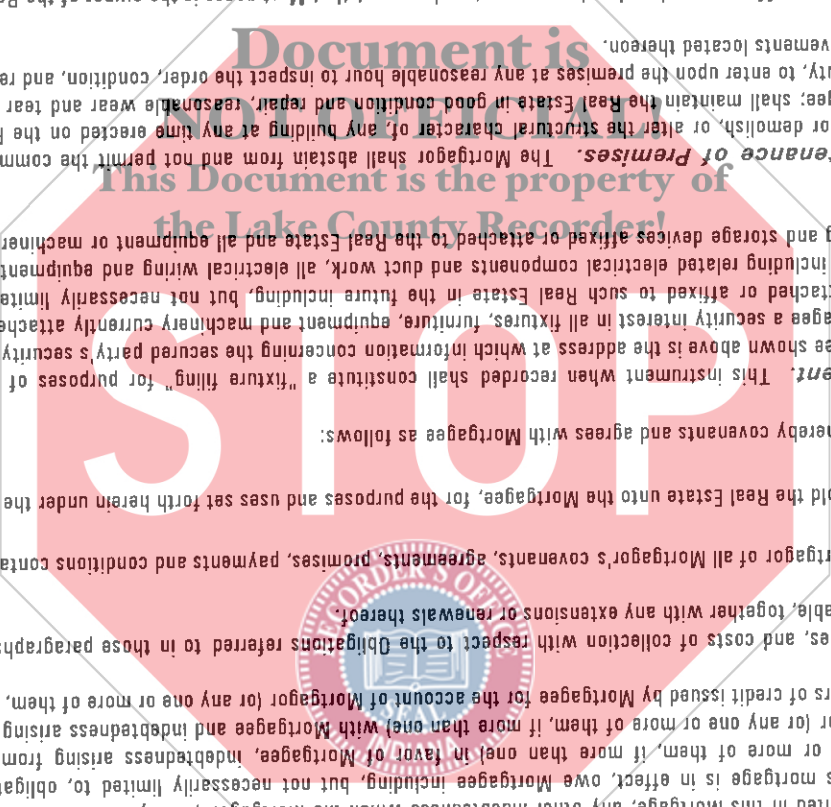 s mortgage is in effect, owe Mortgagee including, but not necessarily limited to, obligat
or more of them, if more than one) in favor of Mortgagee, indebtedness arising from
or (or any one or more of them, if more than one) with Mortgagee and indebtedness arising
rs of credit issued by Mortgagee for the account of Mortgagor (or any one or more of them,
es, and costs of collection with respect to the Obligations referred to in those paragraphs
able, together with any extensions or renewals thereof.
rtgagor of all Mortgagor's covenants, agreements, promises, payments and conditions conta
old the Real Estate unto the Mortgagee, for the purposes and uses set forth herein under the
hereby covenants and agrees with Mortgagee as follows:
ent. This instrument when recorded shall constitute a "fixture filing" for purposes of
ee shown above is the address at which information concerning the secured party's security
agee a security interest in all fixtures, furniture, equipment and machinery currently attache
ttached or affixed to such Real Estate in the future including, but not necessarily limite
including related electrical components and duct work, all electrical wiring and equipment
g and storage devices affixed or attached to the Real Estate and all equipment or machiner
enance of Premises. The Mortgagor shall abstain from and not permit the comm
or demolish, or alter the structural character of any building at any time erected on the R
gee; shall maintain the Real Estate in good condition and repair, reasonable wear and tear
uty, to enter upon the premises at any reasonable hour to inspect the order, condition, and re
vements located thereon.
Document is
NOT OFFICIAL!
This Document is the property of
the Lake County Recorder!
STOP
RECORDER'S OFFICE